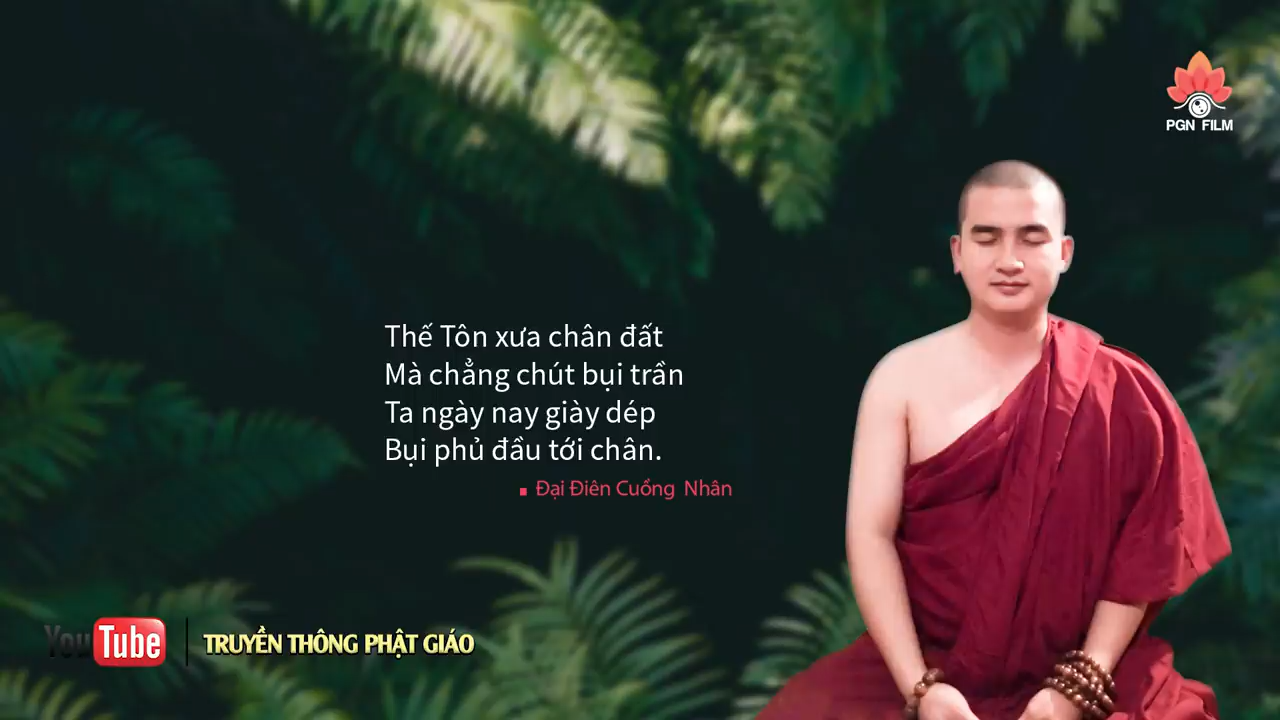 PGN FILM
Thế Tôn xưa chân đất
Mà chẳng chút bụi trần
Ta ngày nay giày dép
Bụi phủ đầu tới chân.
Đại Điên Cuồng Nhân
YouTube
TRUYỀN THÔNG PHẬT GIÁO